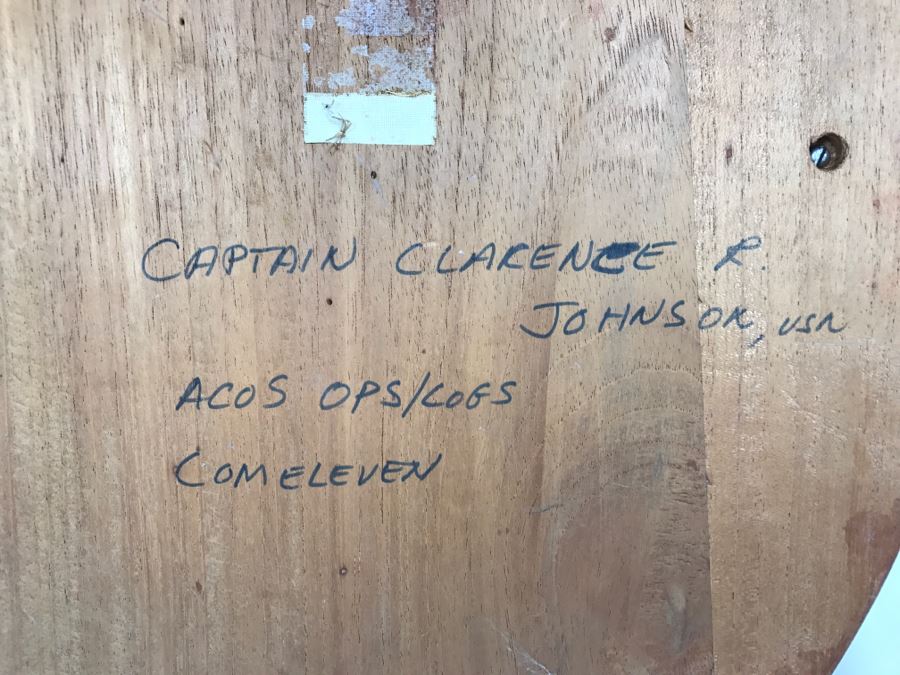 CAPTAIN CLARENCE R.
JOHNSON, USN
ACOS OPS/LOGS
COMELEVEN